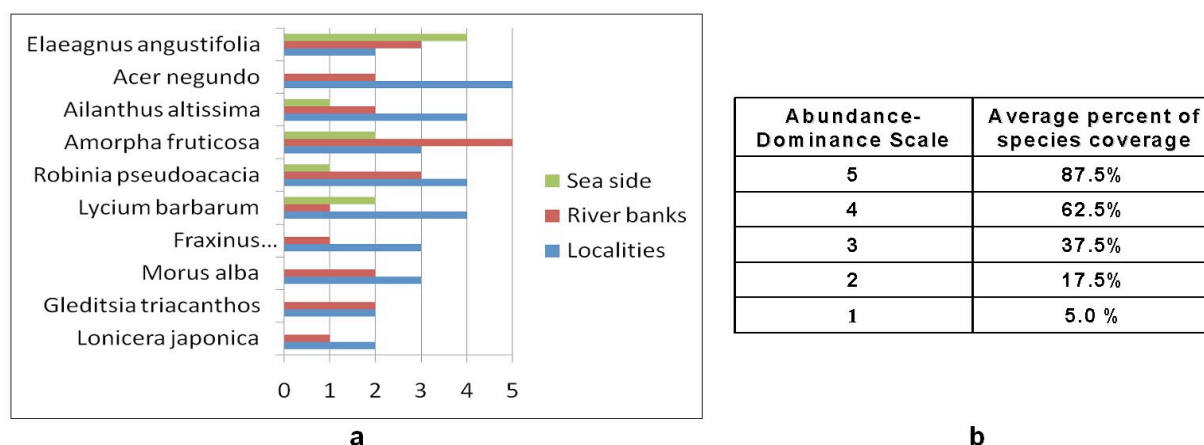 Elaeagnus angustifolia
Acer negundo
Ailanthus altissima
Amorpha fruticosa
Robinia pseudoacacia
Lycium barbarum
Fraxinus...
Morus alba
Gleditsia triacanthos
Lonicera japonica
0 1 2 3 4 5
Sea side
River banks
Localities
a
Abundance- Average percent of
Dominance Scale species coverage
5 87.5%
4 62.5%
3 37.5%
2 17.5%
1 5.0 %
b